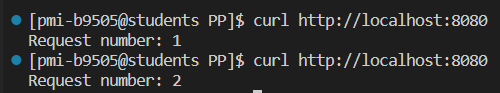 [pmi-b9505@students PP]$ curl http://localhost:8080
Request number: 1
[pmi-b9505@students PP]$ curl http://localhost:8080
Request number: 2